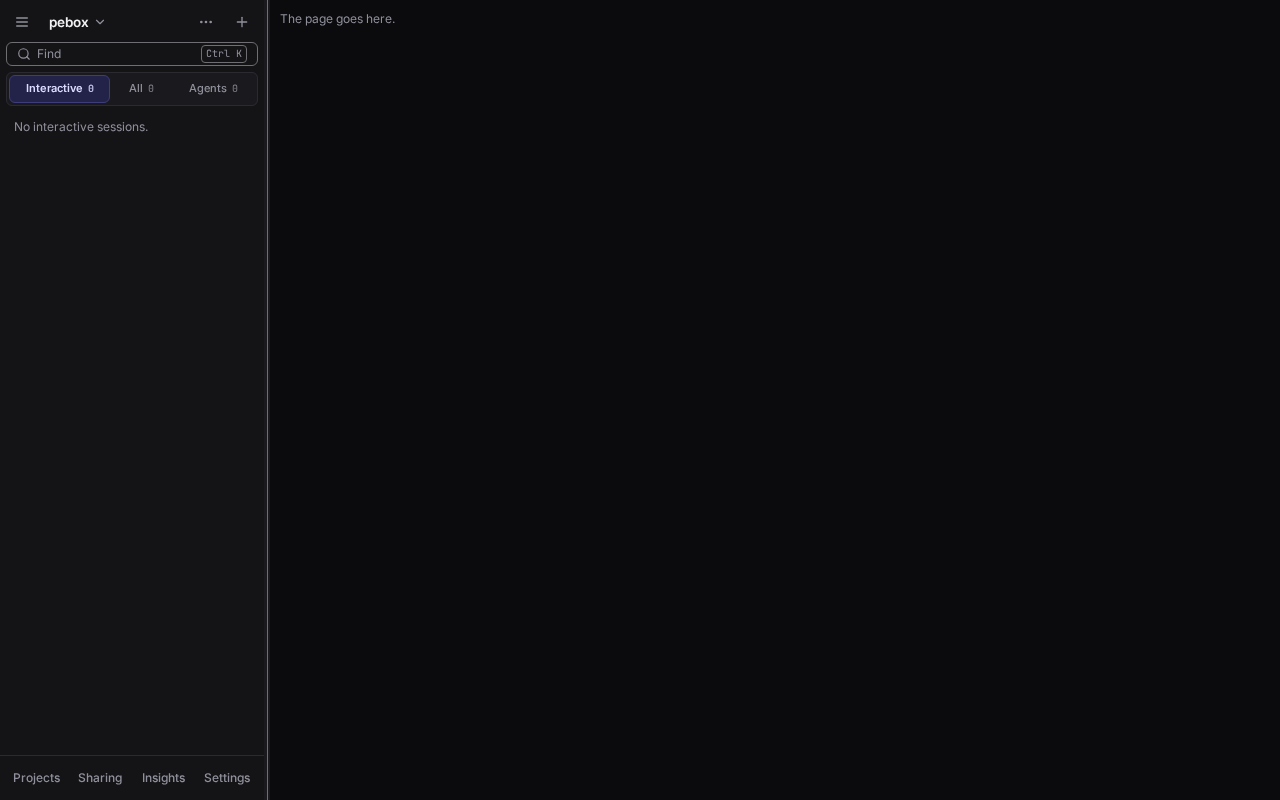 pebox
The page goes here.
Find Ctrl K
Interactive 0 All 0 Agents 0
No interactive sessions.
Projects Sharing Insights Settings